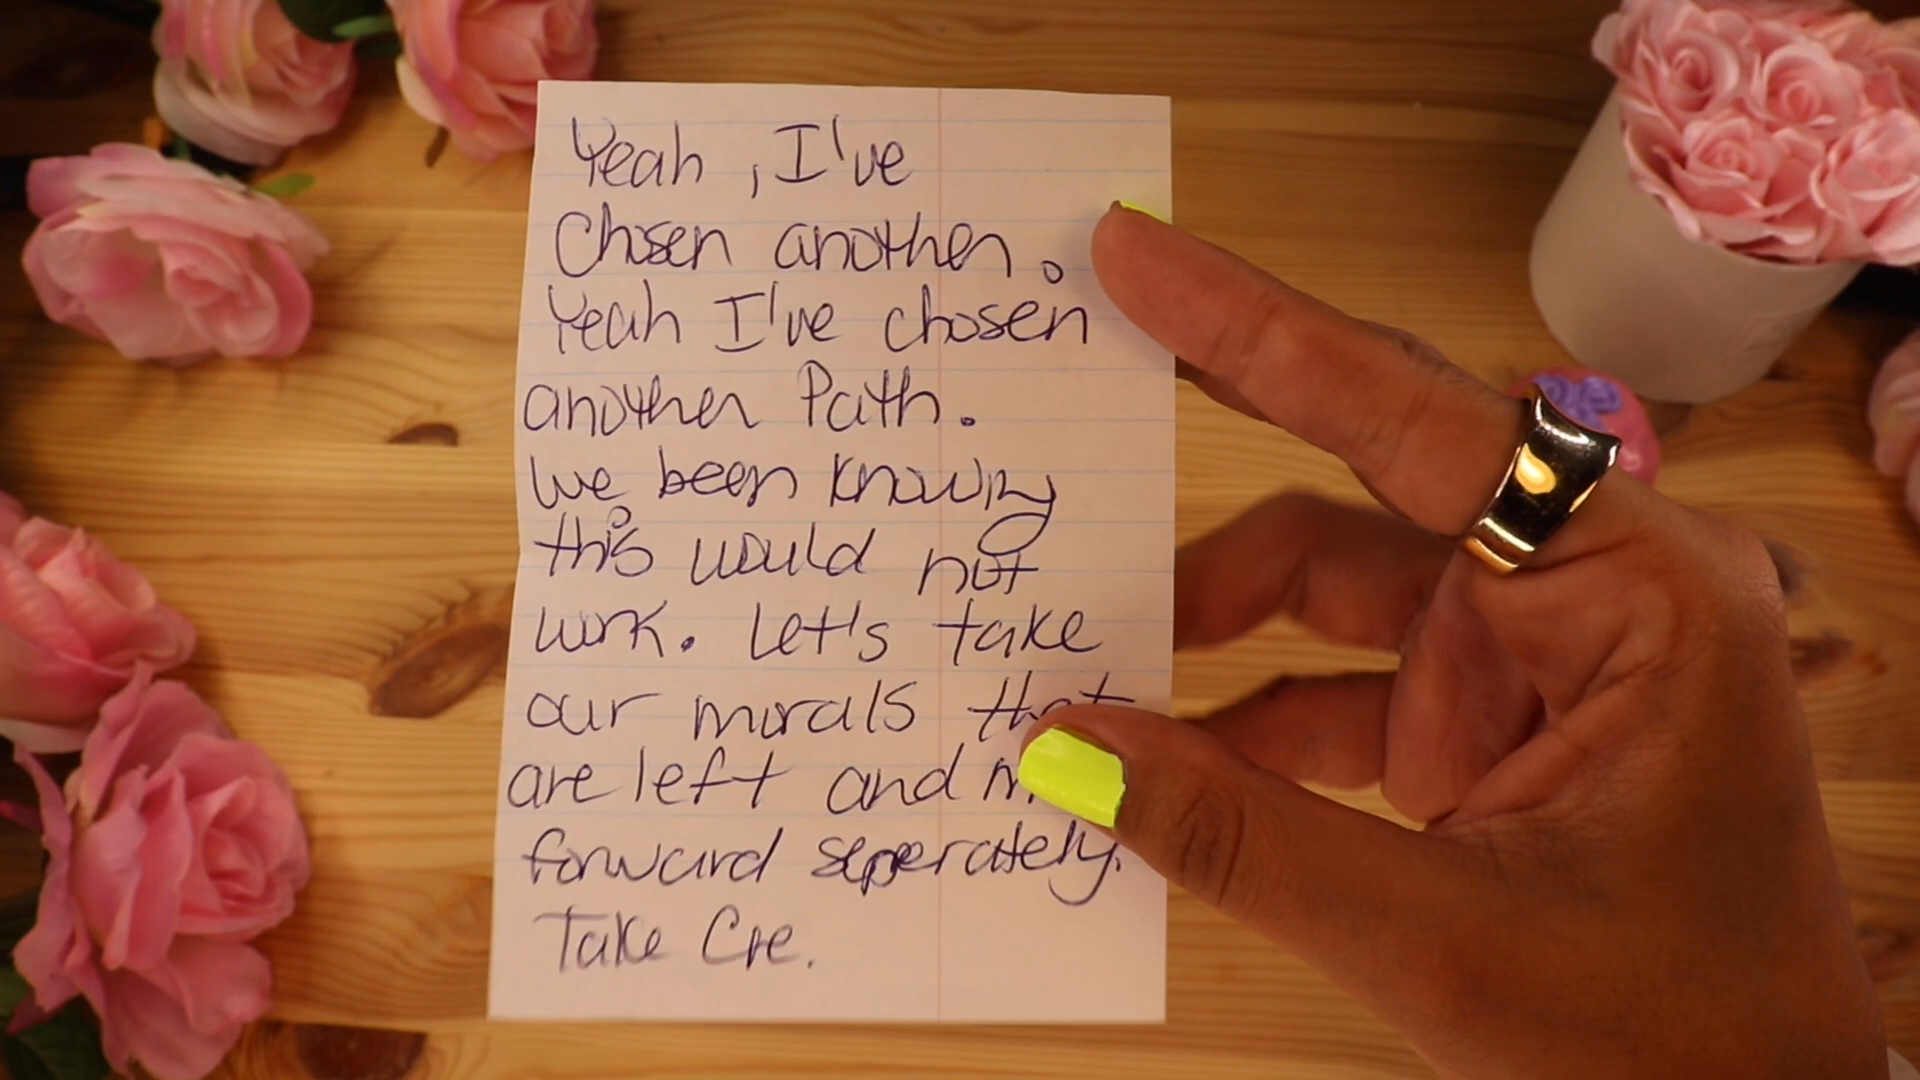 Yeah, I've
Chosen another.
Yeah I've chosen
another Path.
We been knowing
this would not
work. Let's take
our morals that
are left and
forward seperately.
Take Cre.